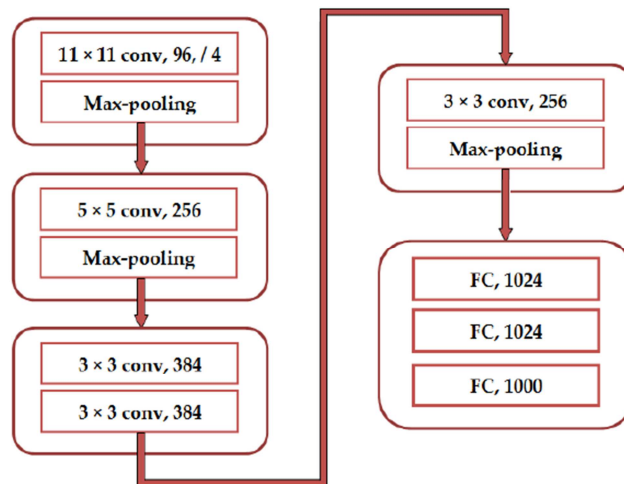 11 × 11 conv, 96, / 4
Max-pooling
5 × 5 conv, 256
Max-pooling
3 × 3 conv, 384
3 × 3 conv, 384
3 × 3 conv, 256
Max-pooling
FC, 1024
FC, 1024
FC, 1000